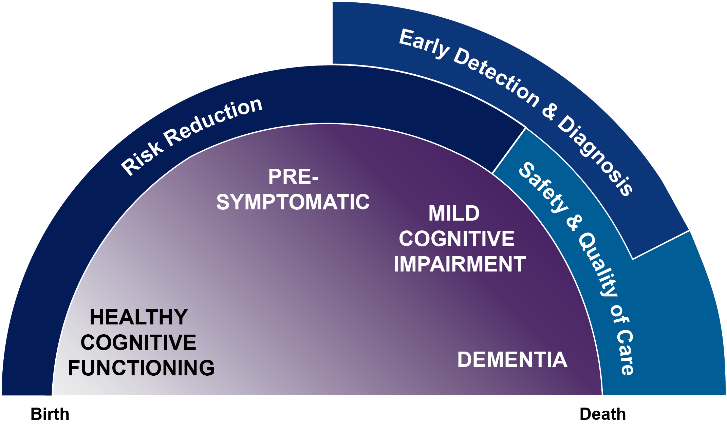 Early Detection & Diagnosis
Risk Reduction
Safety & Quality of Care
PRE-
SYMPTOMATIC
MILD
COGNITIVE
IMPAIRMENT
HEALTHY
COGNITIVE
FUNCTIONING
DEMENTIA
Birth
Death